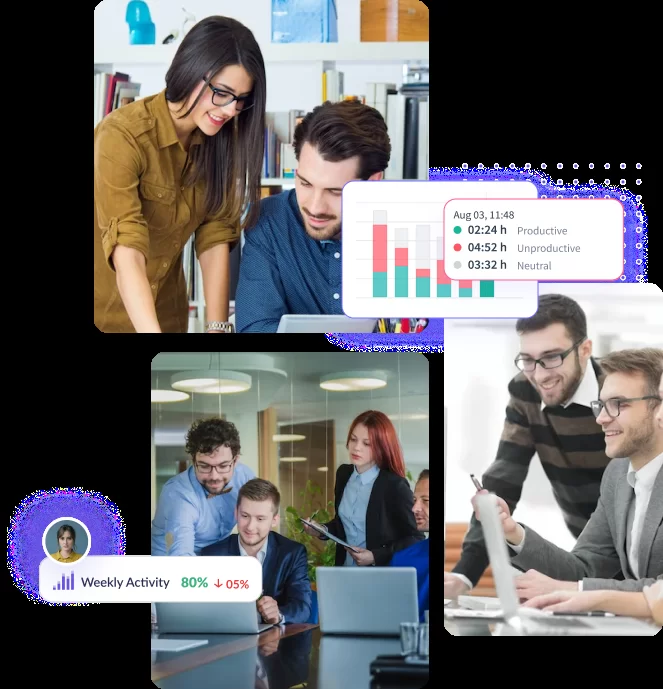 Aug 03, 11:48
02:24 h Productive
04:52 h Unproductive
03:32 h Neutral
Weekly Activity 80% ↓ 05%